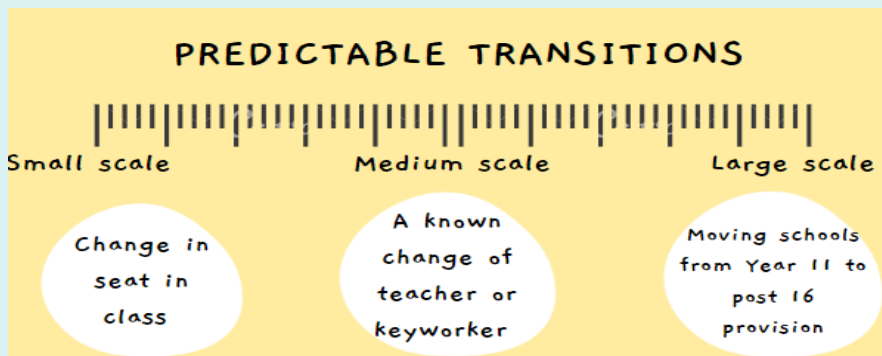 PREDICTABLE TRANSITIONS
Small scale
Medium scale
Large scale
Change in
seat in
class
A known
change of
teacher or
keyworker
Moving schools
from Year 11 to
post 16
provision